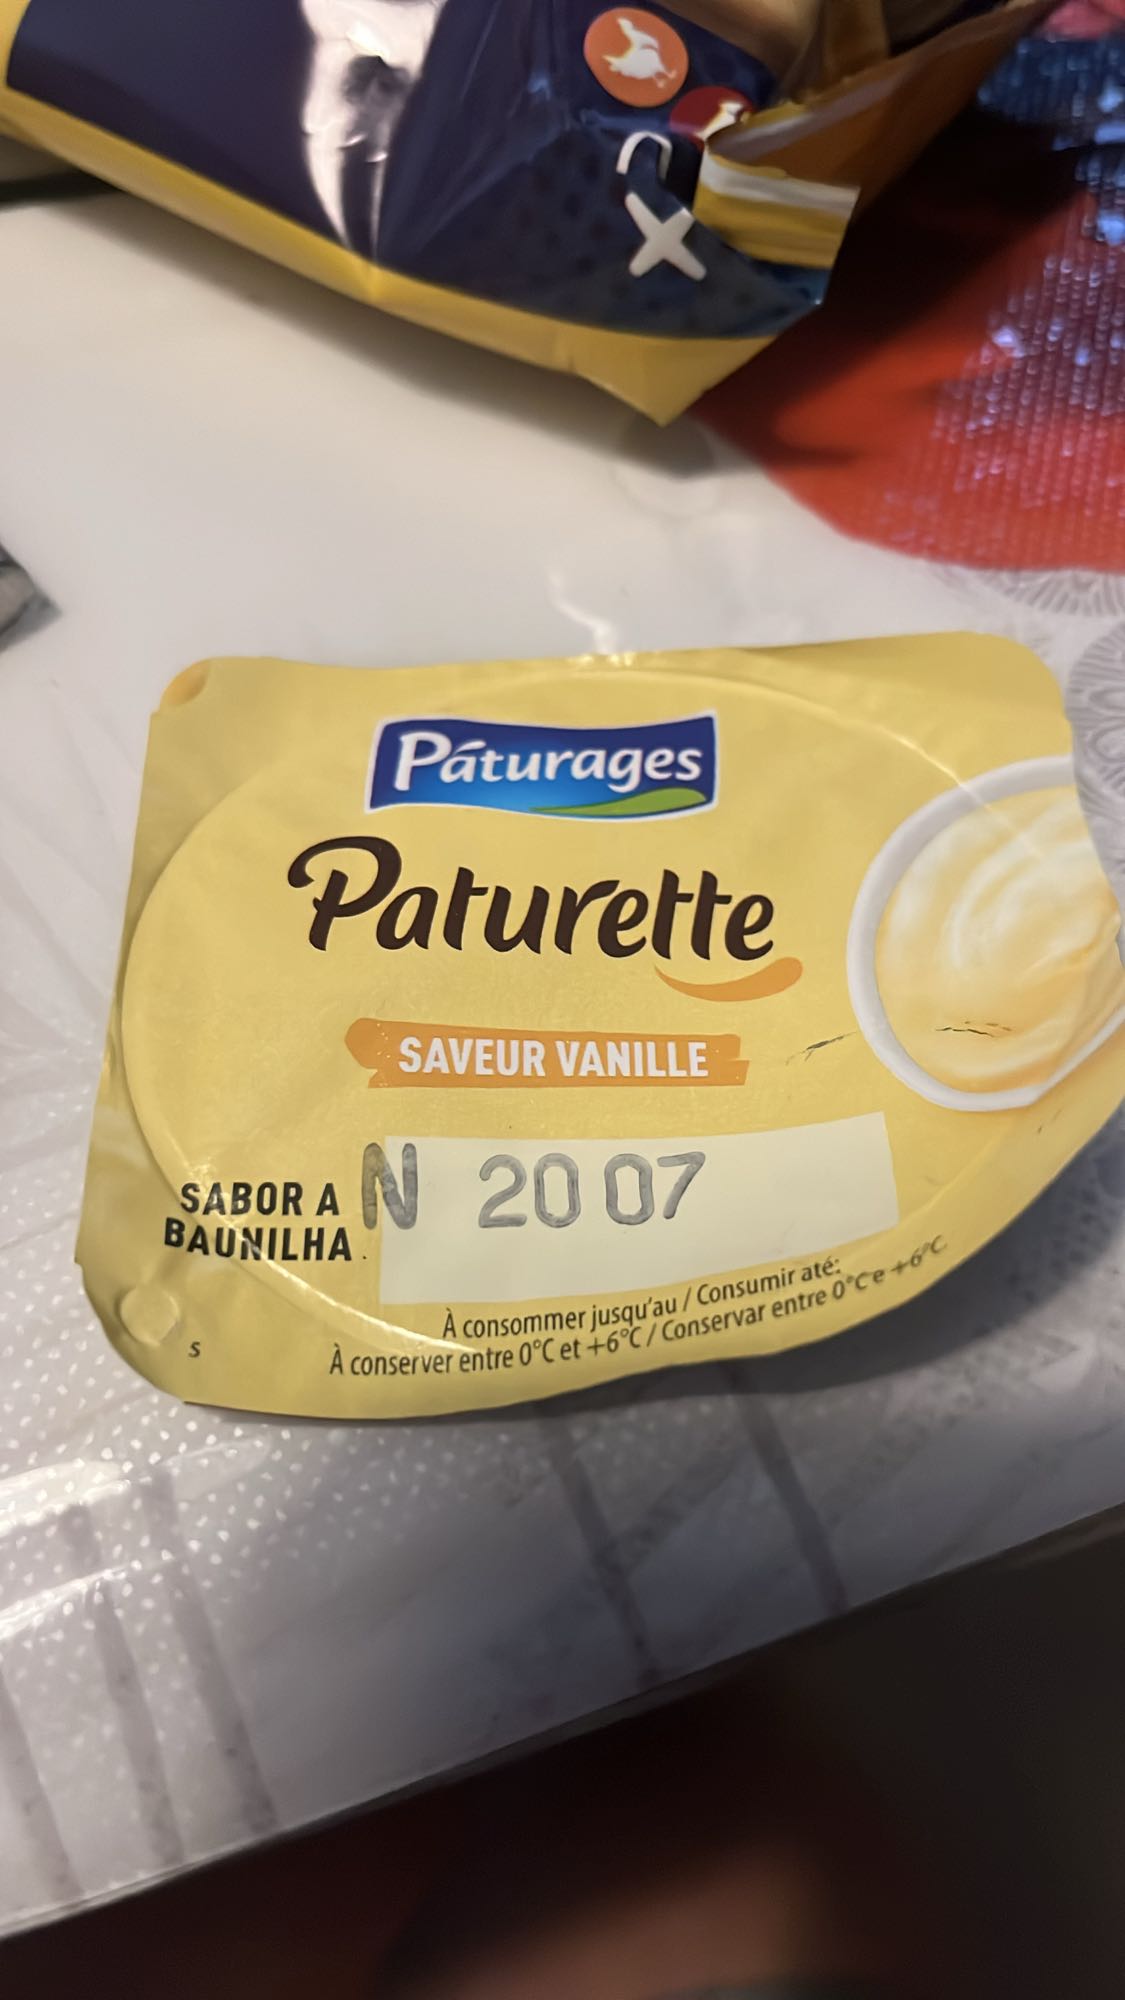 Pâturages
Paturette
SAVEUR VANILLE
N 20 07
SABOR A
BAUNILHA
À consommer jusqu'au / Consumir até:
À conserver entre 0°C et +6°C / Conservar entre 0°C e +6°C
S